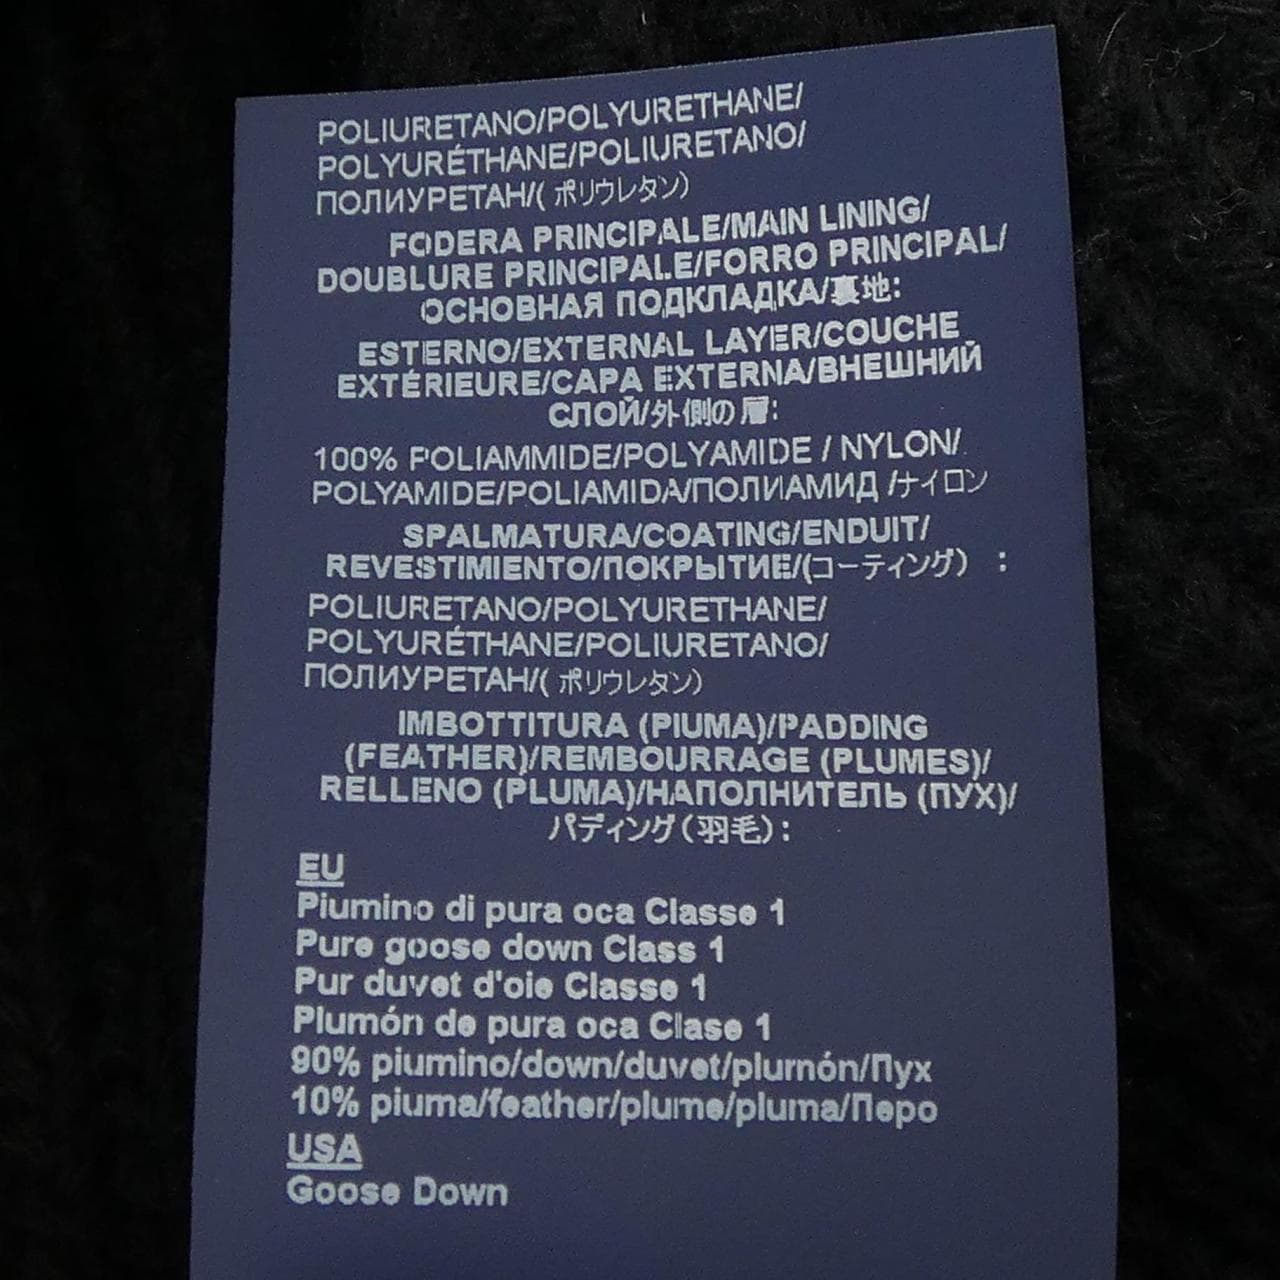 POLIURETANO/POLYURETHANE/
POLYURÉTHANE/POLIURETANO/
ПОЛИУРЕТАН/( ポリウレタン)
FODERA PRINCIPALE/MAIN LINING/
DOUBLURE PRINCIPALE/FORRO PRINCIPAL/
ОСНОВНАЯ ПОДКЛАДКА/裏地:
ESTERNO/EXTERNAL LAYER/COUCHE
EXTÉRIEURE/CAPA EXTERNA/ВНЕШНИЙ
СЛОЙ/外側の層:
100% POLIAMMIDE/POLYAMIDE / NYLON/
POLYAMIDE/POLIAMIDA/ПОЛИАМИД /ナイロン
SPALMATURA/COATING/ENDUIT/
REVESTIMIENTO/ПОКРЫТИЕ/(コーティング) :
POLIURETANO/POLYURETHANE/
POLYURÉTHANE/POLIURETANO/
ПОЛИУРЕТАН/( ポリウレタン)
IMBOTTITURA (PIUMA)/PADDING
(FEATHER)/REMBOURRAGE (PLUMES)/
RELLENO (PLUMA)/НАПОЛНИТЕЛЬ (ПУХ)/
パディング(羽毛):
EU
Piumino di pura oca Classe 1
Pure goose down Class 1
Pur duvet d'oie Classe 1
Plumón de pura oca Clase 1
90% piumino/down/duvet/plumón/Пух
10% piuma/feather/plume/pluma/Перо
USA
Goose Down